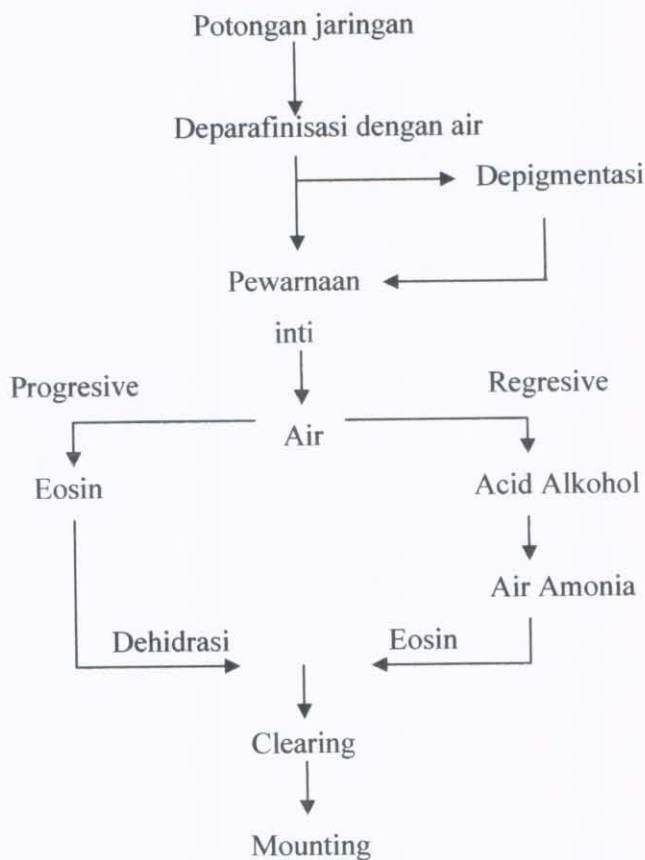 Potongan jaringan
Deparafinisasi dengan air
Depigmentasi
Pewarnaan
inti
Progresive
Regresive
Air
Eosin
Acid Alkohol
Air Amonia
Dehidrasi
Eosin
Clearing
Mounting